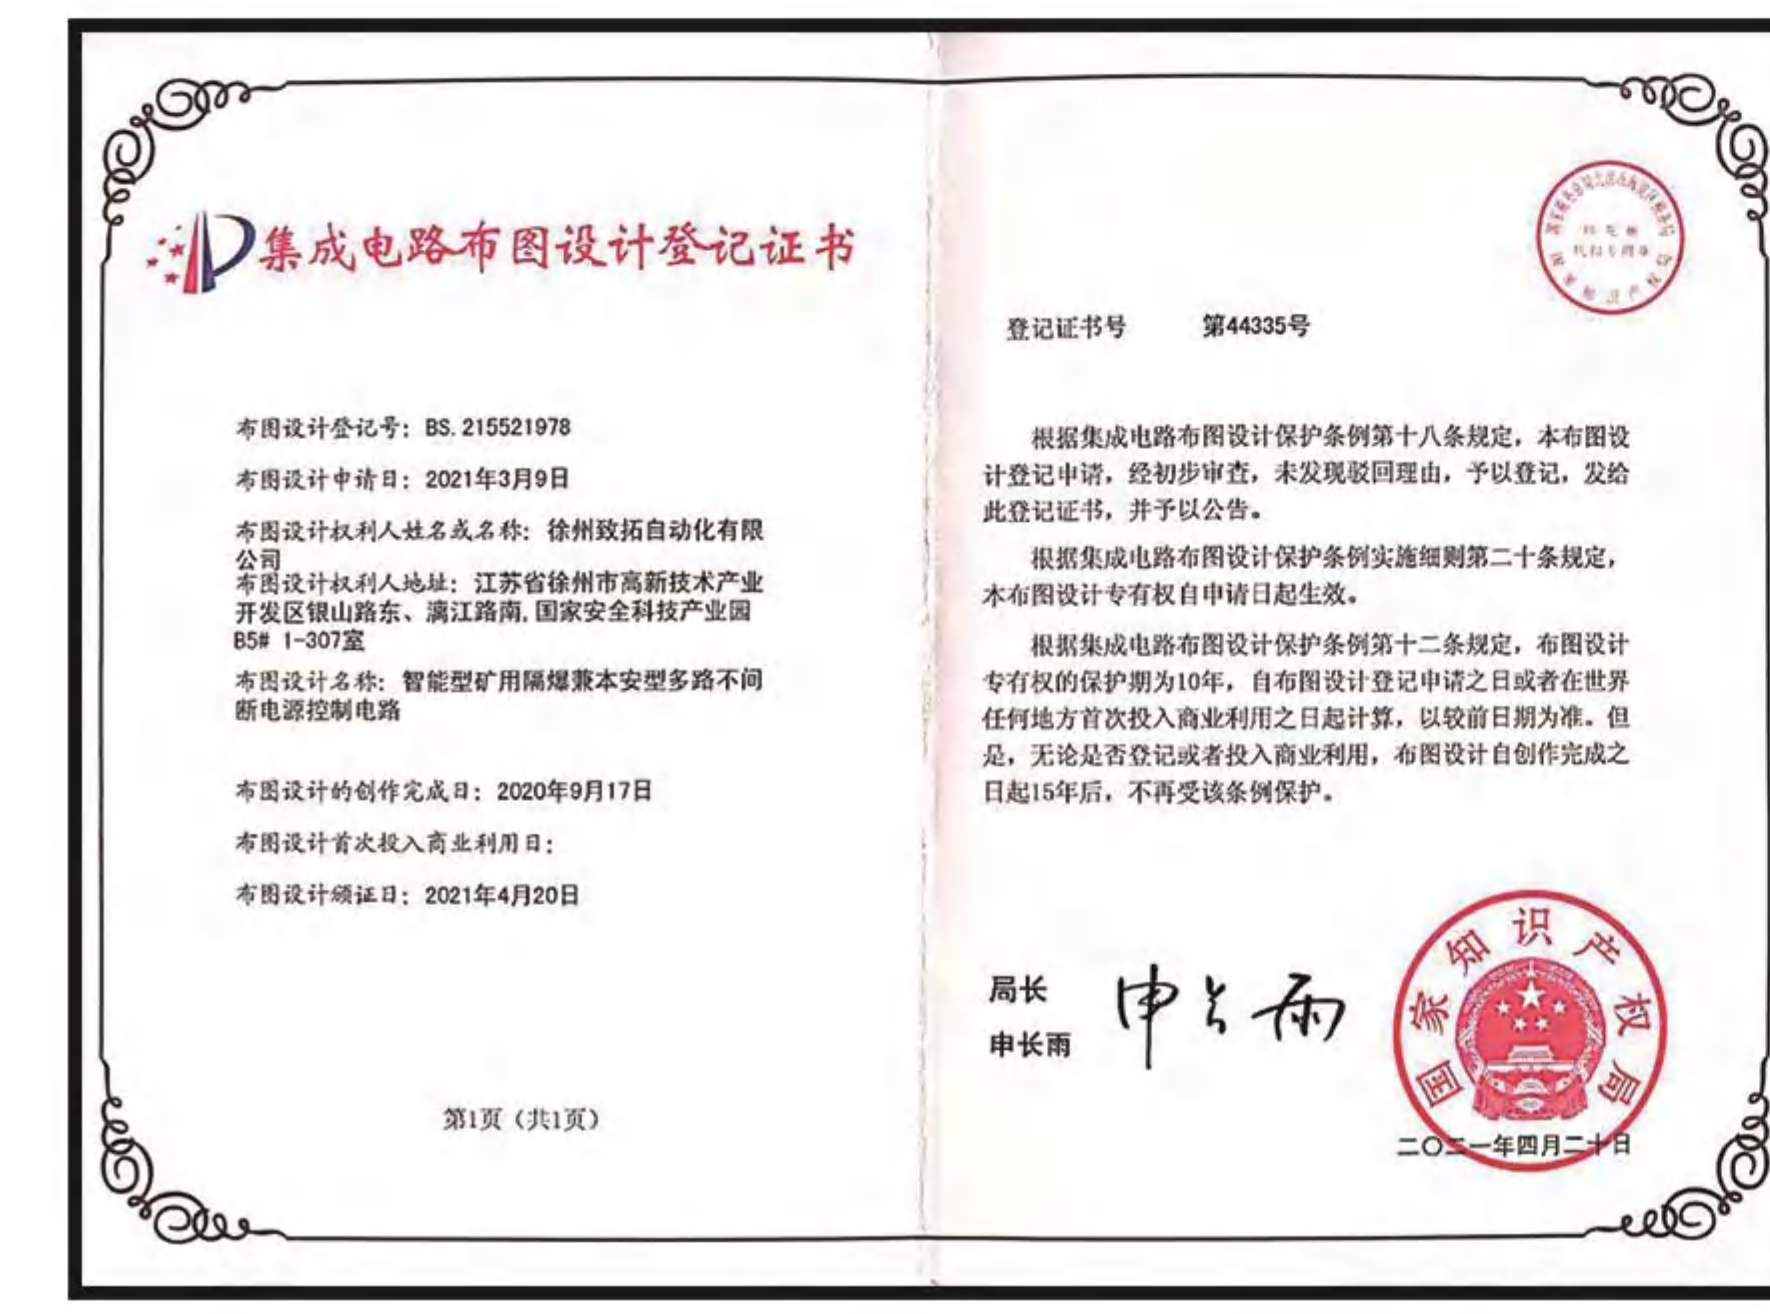 集成电路布图设计登记证书
布图设计登记号：BS.215521978
布图设计申请日：2021年3月9日
布图设计权利人姓名或名称：徐州致拓自动化有限
公司
布图设计权利人地址：江苏省徐州市高新技术产业
开发区银山路东、漓江路南,国家安全科技产业园
B5# 1-307室
布图设计名称：智能型矿用隔爆兼本安型多路不间
断电源控制电路
布图设计的创作完成日：2020年9月17日
布图设计首次投入商业利用日：
布图设计颁证日：2021年4月20日
第1页（共1页）
登记证书号 第44335号
根据集成电路布图设计保护条例第十八条规定，本布图设
计登记申请，经初步审查，未发现驳回理由，予以登记，发给
此登记证书，并予以公告。
根据集成电路布图设计保护条例实施细则第二十条规定，
本布图设计专有权自申请日起生效。
根据集成电路布图设计保护条例第十二条规定，布图设计
专有权的保护期为10年，自布图设计登记申请之日或者在世界
任何地方首次投入商业利用之日起计算，以较前日期为准。但
是，无论是否登记或者投入商业利用，布图设计自创作完成之
日起15年后，不再受该条例保护。
局长
申长雨
申长雨
国家知识产权局
二〇二一年四月二十日